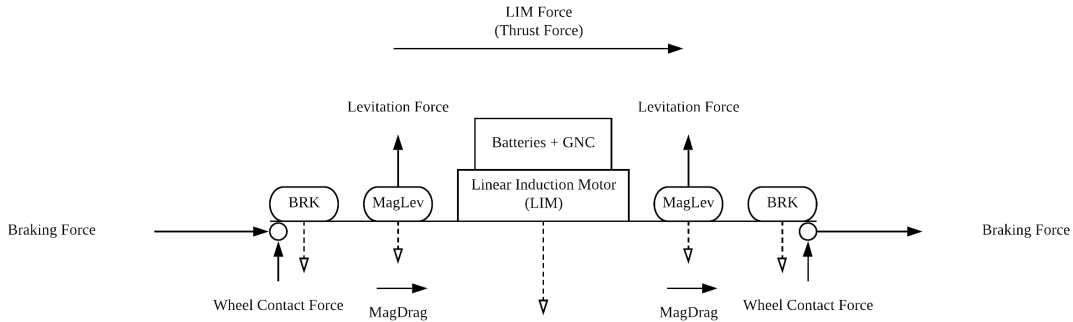 LIM Force
(Thrust Force)
Levitation Force
Levitation Force
Batteries + GNC
Linear Induction Motor
(LIM)
BRK
MagLev
MagLev
BRK
Braking Force
Braking Force
Wheel Contact Force
MagDrag
MagDrag
Wheel Contact Force